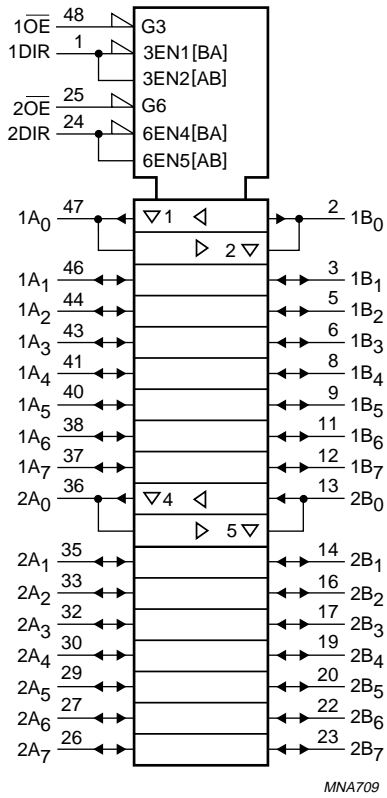 1O̅E̅ 48 G3
1DIR 1 3EN1[BA]
3EN2[AB]
2O̅E̅ 25 G6
2DIR 24 6EN4[BA]
6EN5[AB]
1A₀ 47 ▽1 ◁ 2 1B₀
▷ 2▽
1A₁ 46 3 1B₁
1A₂ 44 5 1B₂
1A₃ 43 6 1B₃
1A₄ 41 8 1B₄
1A₅ 40 9 1B₅
1A₆ 38 11 1B₆
1A₇ 37 12 1B₇
2A₀ 36 ▽4 ◁ 13 2B₀
▷ 5▽
2A₁ 35 14 2B₁
2A₂ 33 16 2B₂
2A₃ 32 17 2B₃
2A₄ 30 19 2B₄
2A₅ 29 20 2B₅
2A₆ 27 22 2B₆
2A₇ 26 23 2B₇
MNA709